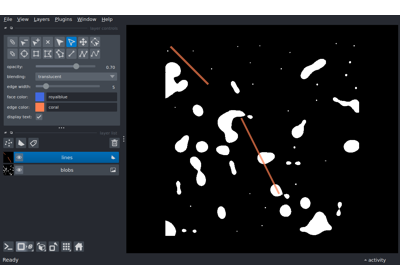 File View Layers Plugins Window Help
opacity: 0.70
blending: translucent
edge width: 5
face color: royalblue
edge color: coral
display text:
lines
blobs
Ready
activity